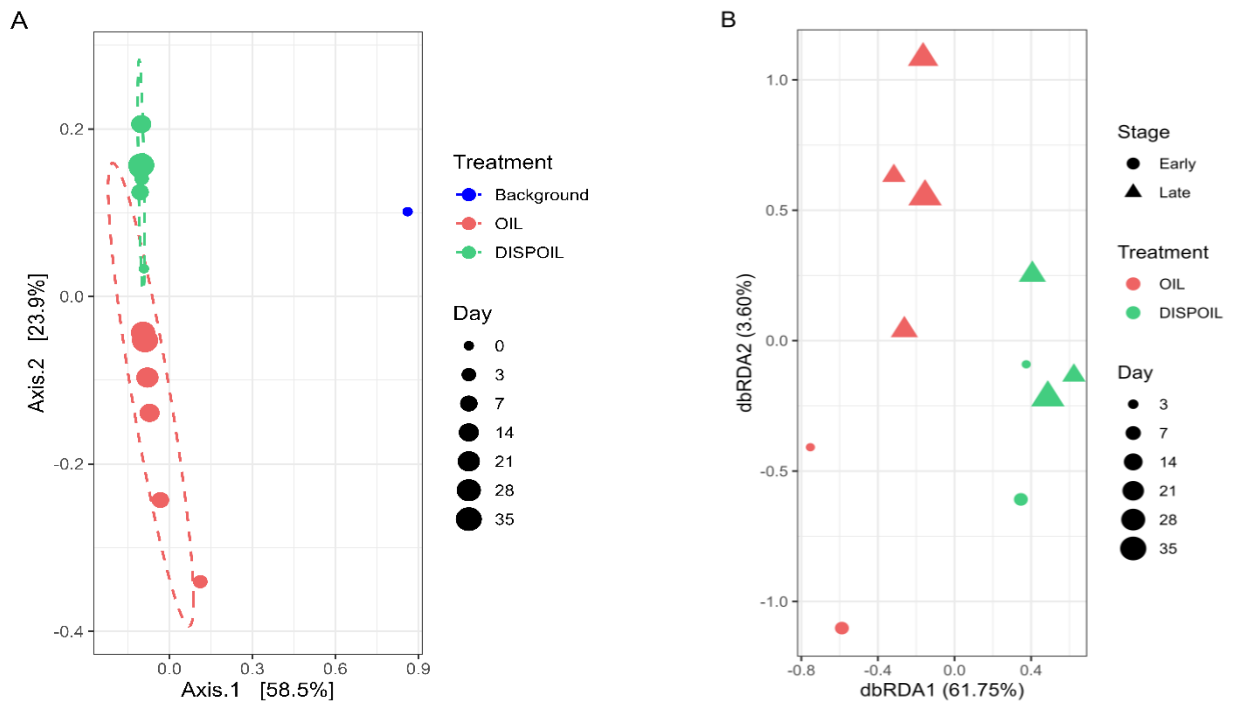 A
Axis.2 [23.9%]
0.2
0.0
-0.2
-0.4
0.0 0.3 0.6 0.9
Axis.1 [58.5%]
Treatment
Background
OIL
DISPOIL
Day
0
3
7
14
21
28
35
B
dbRDA2 (3.60%)
1.0
0.5
0.0
-0.5
-1.0
-0.8 -0.4 0.0 0.4
dbRDA1 (61.75%)
Stage
Early
Late
Treatment
OIL
DISPOIL
Day
3
7
14
21
28
35